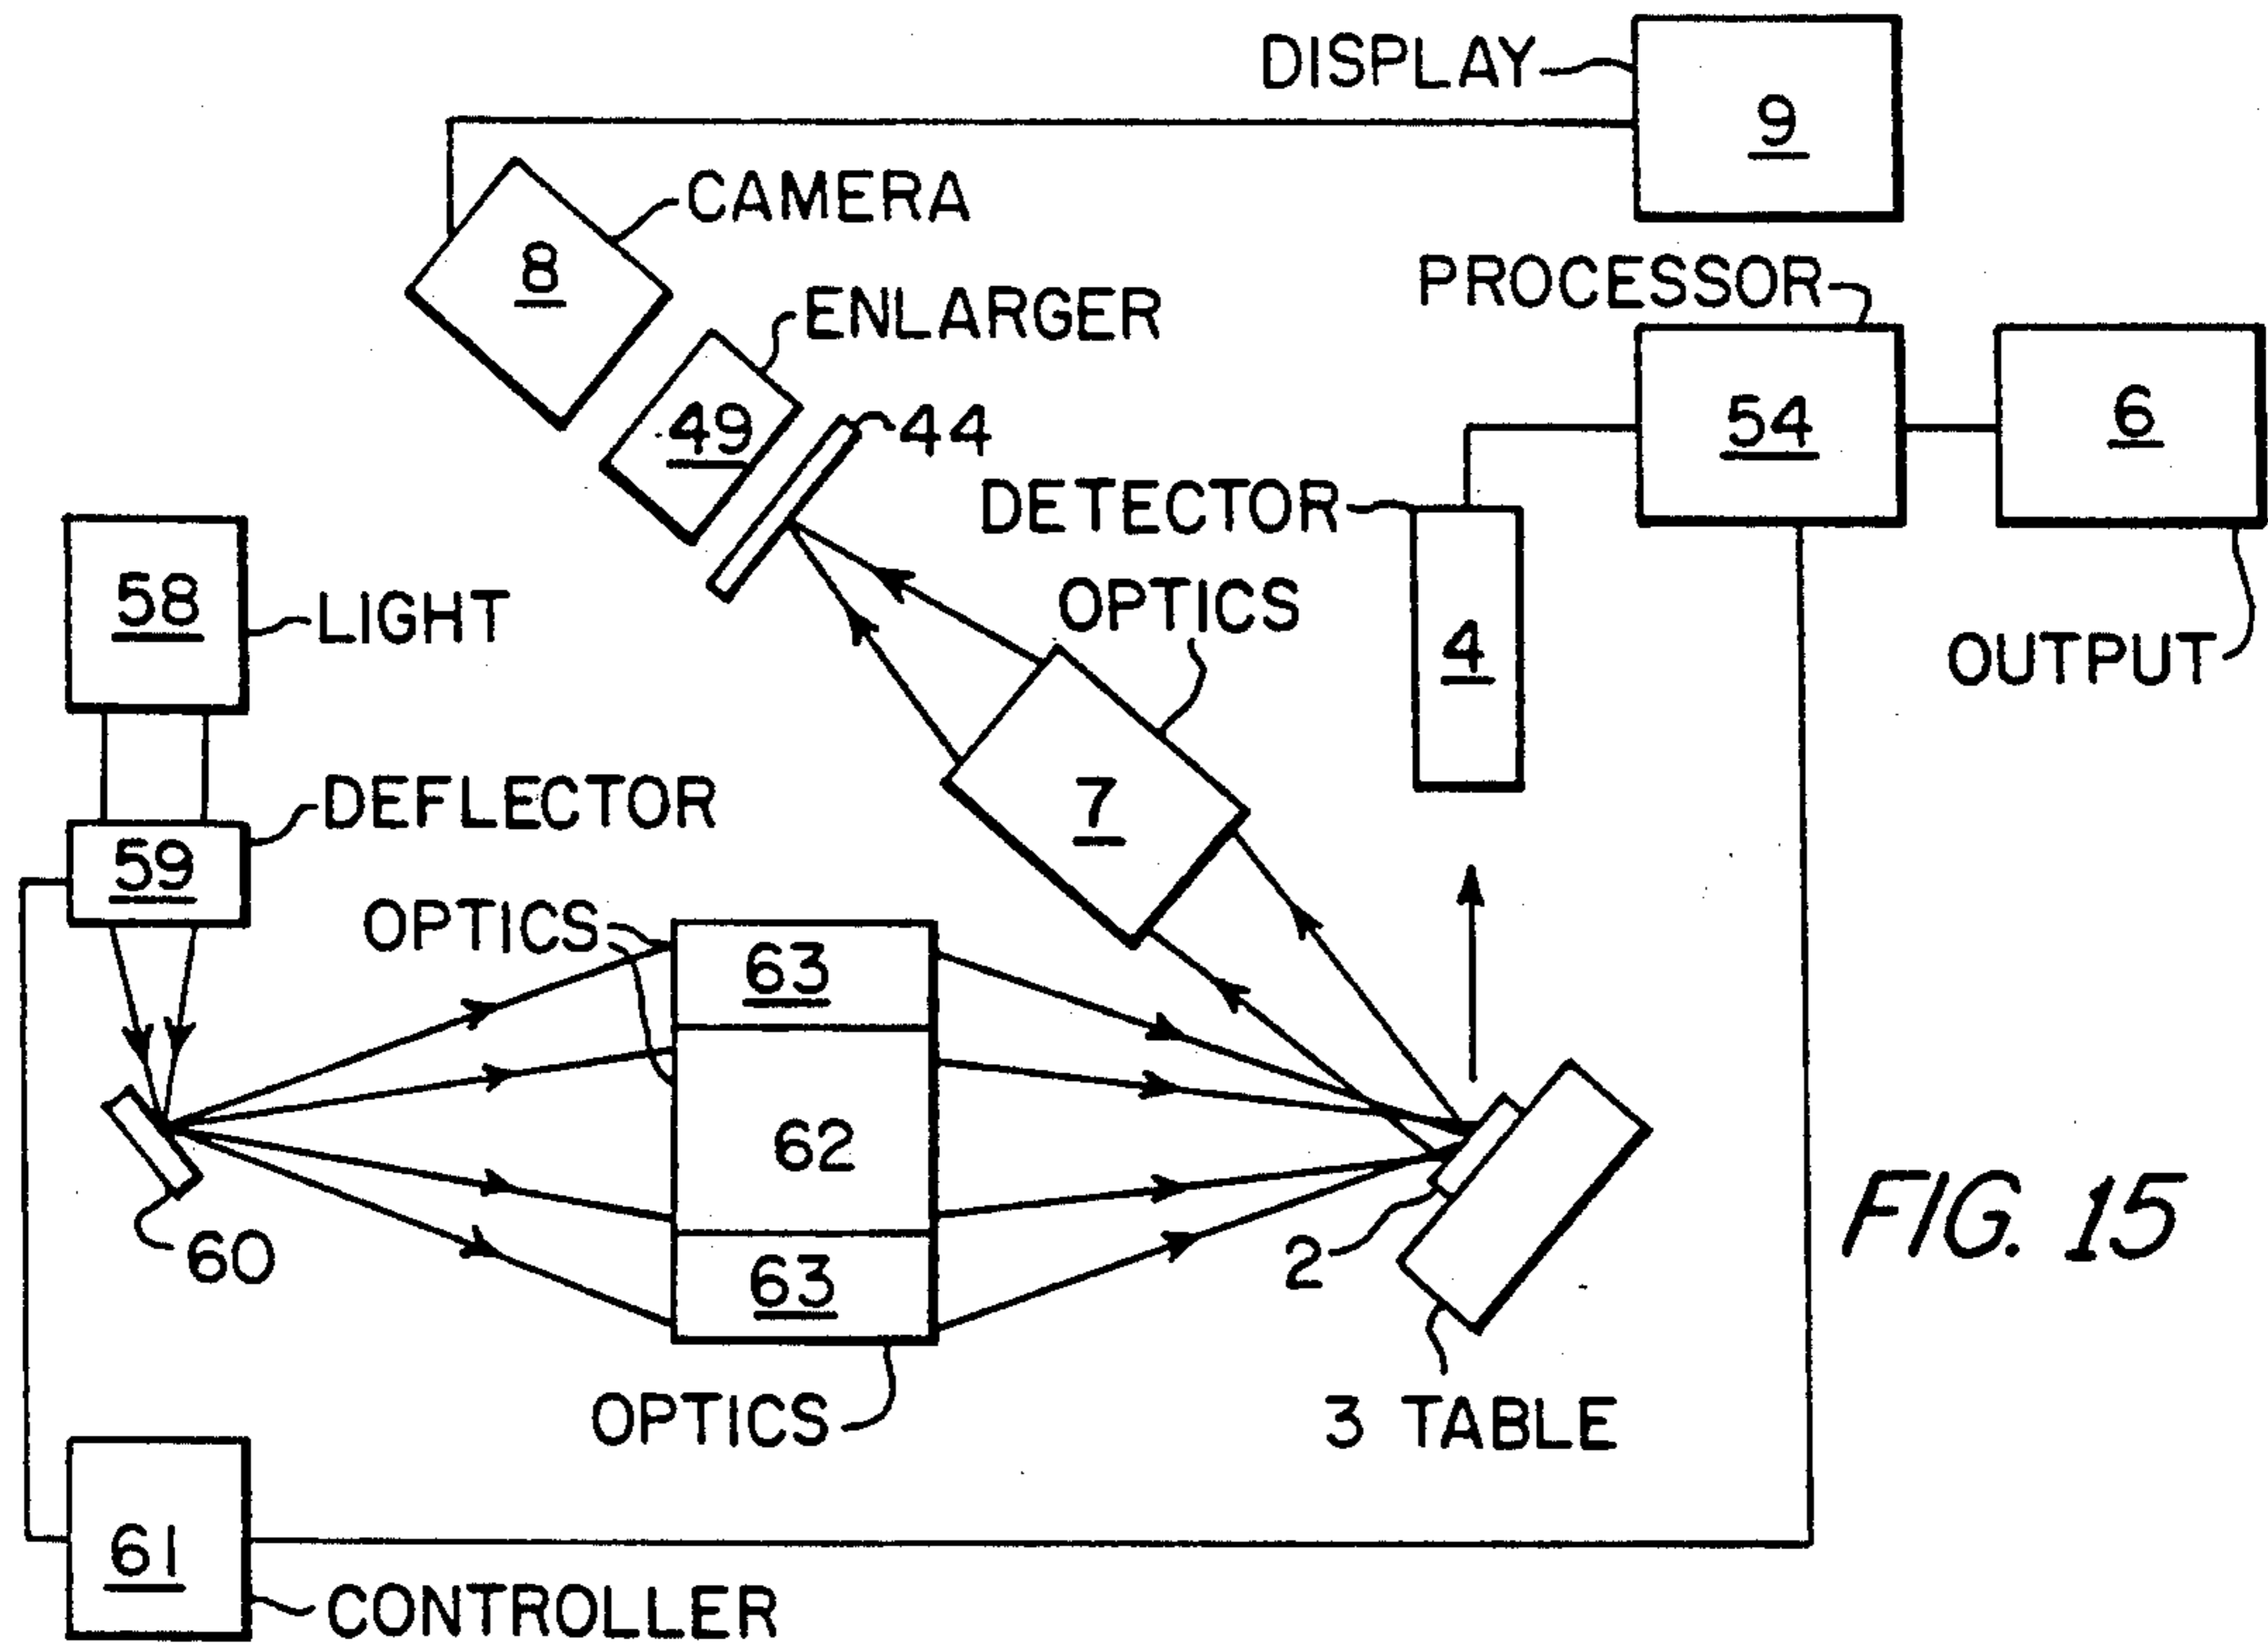 DISPLAY
9
CAMERA
8
PROCESSOR
ENLARGER
49
44
54
6
DETECTOR
OPTICS
4
OUTPUT
58
LIGHT
7
DEFLECTOR
59
OPTICS
63
62
60
63
2
FIG. 15
OPTICS
3 TABLE
61
CONTROLLER